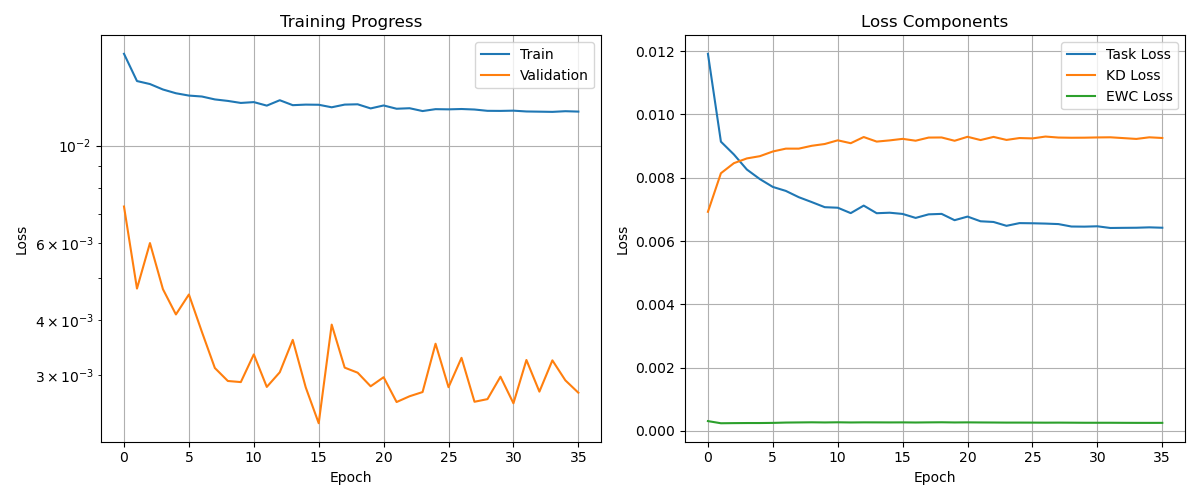 Training Progress
Train
Validation
10⁻²
6 × 10⁻³
4 × 10⁻³
3 × 10⁻³
Loss
0 5 10 15 20 25 30 35
Epoch
Loss Components
Task Loss
KD Loss
EWC Loss
0.012
0.010
0.008
0.006
0.004
0.002
0.000
Loss
0 5 10 15 20 25 30 35
Epoch